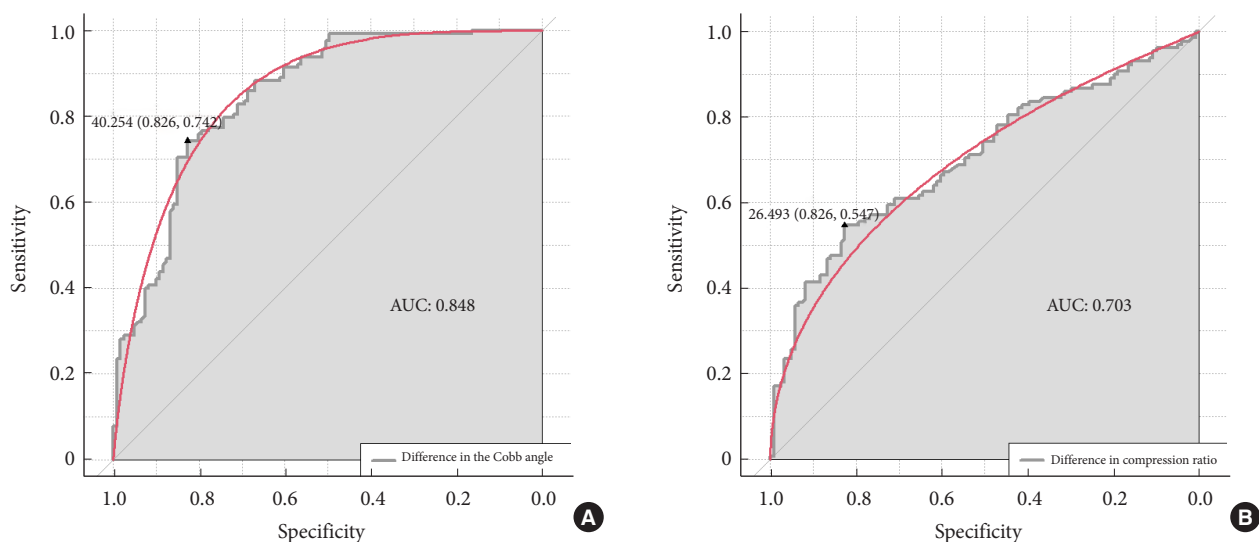 1.0
0.8
0.6
0.4
0.2
0
Sensitivity
40.254 (0.826, 0.742)
AUC: 0.848
Difference in the Cobb angle
1.0 0.8 0.6 0.4 0.2 0.0
Specificity
A
1.0
0.8
0.6
0.4
0.2
0
Sensitivity
26.493 (0.826, 0.547)
AUC: 0.703
Difference in compression ratio
1.0 0.8 0.6 0.4 0.2 0.0
Specificity
B